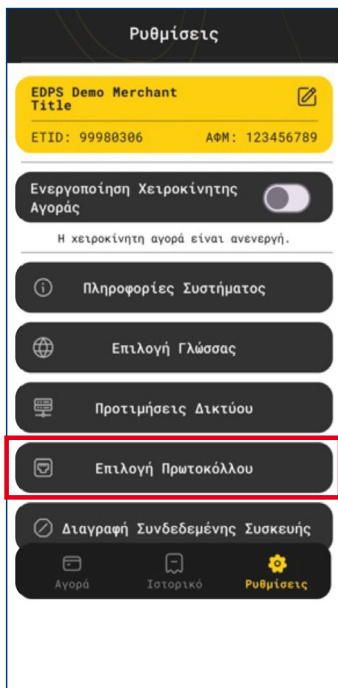 Ρυθμίσεις
EDPS Demo Merchant
Title
ETID: 99980306 ΑΦΜ: 123456789
Ενεργοποίηση Χειροκίνητης
Αγοράς
Η χειροκίνητη αγορά είναι ανενεργή.
Πληροφορίες Συστήματος
Επιλογή Γλώσσας
Προτιμήσεις Δικτύου
Επιλογή Πρωτοκόλλου
Διαγραφή Συνδεδεμένης Συσκευής
Αγορά Ιστορικό Ρυθμίσεις